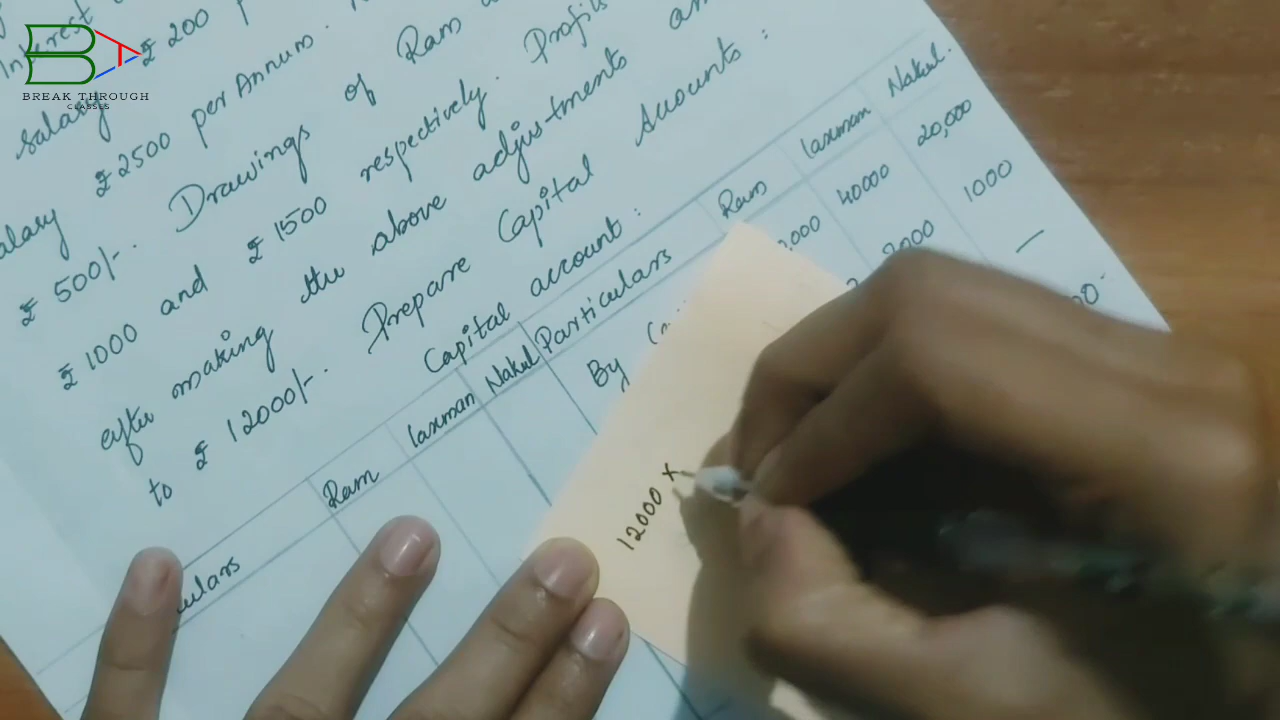 BREAK THROUGH
CLASSES
Interest
Salary ₹ 200
Salary ₹ 2500 per Annum.
₹ 500/-. Drawings of Ram
₹ 1000 and ₹ 1500 respectively. Profits
after making the above adjustments
to ₹ 12000/-. Prepare Capital Accounts :
Capital account :
Ram laxman Nakul Particulars Ram laxman Nakul.
By 40000 20,000
1000
—
12000 ×